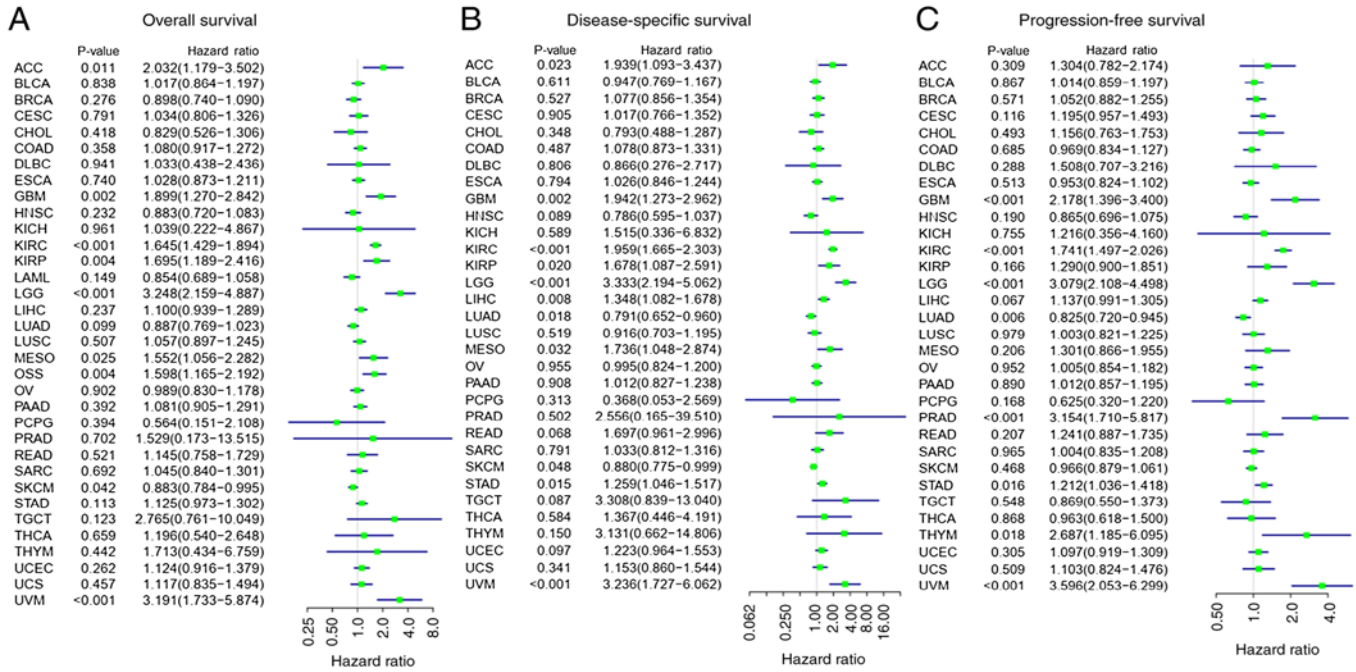 A Overall survival
P-value Hazard ratio
ACC 0.011 2.032(1.179−3.502)
BLCA 0.838 1.017(0.864−1.197)
BRCA 0.276 0.898(0.740−1.090)
CESC 0.791 1.034(0.806−1.326)
CHOL 0.418 0.829(0.526−1.306)
COAD 0.358 1.080(0.917−1.272)
DLBC 0.941 1.033(0.438−2.436)
ESCA 0.740 1.028(0.873−1.211)
GBM 0.002 1.899(1.270−2.842)
HNSC 0.232 0.883(0.720−1.083)
KICH 0.961 1.039(0.222−4.867)
KIRC <0.001 1.645(1.429−1.894)
KIRP 0.004 1.695(1.189−2.416)
LAML 0.149 0.854(0.689−1.058)
LGG <0.001 3.248(2.159−4.887)
LIHC 0.237 1.100(0.939−1.289)
LUAD 0.099 0.887(0.769−1.023)
LUSC 0.507 1.057(0.897−1.245)
MESO 0.025 1.552(1.056−2.282)
OSS 0.004 1.598(1.165−2.192)
OV 0.902 0.989(0.830−1.178)
PAAD 0.392 1.081(0.905−1.291)
PCPG 0.394 0.564(0.151−2.108)
PRAD 0.702 1.529(0.173−13.515)
READ 0.521 1.145(0.758−1.729)
SARC 0.692 1.045(0.840−1.301)
SKCM 0.042 0.883(0.784−0.995)
STAD 0.113 1.125(0.973−1.302)
TGCT 0.123 2.765(0.761−10.049)
THCA 0.659 1.196(0.540−2.648)
THYM 0.442 1.713(0.434−6.759)
UCEC 0.262 1.124(0.916−1.379)
UCS 0.457 1.117(0.835−1.494)
UVM <0.001 3.191(1.733−5.874)
0.25 0.50 1.0 2.0 4.0 8.0
Hazard ratio
B Disease-specific survival
P-value Hazard ratio
ACC 0.023 1.939(1.093−3.437)
BLCA 0.611 0.947(0.769−1.167)
BRCA 0.527 1.077(0.856−1.354)
CESC 0.905 1.017(0.766−1.352)
CHOL 0.348 0.793(0.488−1.287)
COAD 0.487 1.078(0.873−1.331)
DLBC 0.806 0.866(0.276−2.717)
ESCA 0.794 1.026(0.846−1.244)
GBM 0.002 1.942(1.273−2.962)
HNSC 0.089 0.786(0.595−1.037)
KICH 0.589 1.515(0.336−6.832)
KIRC <0.001 1.959(1.665−2.303)
KIRP 0.020 1.678(1.087−2.591)
LGG <0.001 3.333(2.194−5.062)
LIHC 0.008 1.348(1.082−1.678)
LUAD 0.018 0.791(0.652−0.960)
LUSC 0.519 0.916(0.703−1.195)
MESO 0.032 1.736(1.048−2.874)
OV 0.955 0.995(0.824−1.200)
PAAD 0.908 1.012(0.827−1.238)
PCPG 0.313 0.368(0.053−2.569)
PRAD 0.502 2.556(0.165−39.510)
READ 0.068 1.697(0.961−2.996)
SARC 0.791 1.033(0.812−1.316)
SKCM 0.048 0.880(0.775−0.999)
STAD 0.015 1.259(1.046−1.517)
TGCT 0.087 3.308(0.839−13.040)
THCA 0.584 1.367(0.446−4.191)
THYM 0.150 3.131(0.662−14.806)
UCEC 0.097 1.223(0.964−1.553)
UCS 0.341 1.153(0.860−1.544)
UVM <0.001 3.236(1.727−6.062)
0.062 0.25 0.50 1.00 2.00 4.00 8.00 16.00
Hazard ratio
C Progression-free survival
P-value Hazard ratio
ACC 0.309 1.304(0.782−2.174)
BLCA 0.867 1.014(0.859−1.197)
BRCA 0.571 1.052(0.882−1.255)
CESC 0.116 1.195(0.957−1.493)
CHOL 0.493 1.156(0.763−1.753)
COAD 0.685 0.969(0.834−1.127)
DLBC 0.288 1.508(0.707−3.216)
ESCA 0.513 0.953(0.824−1.102)
GBM <0.001 2.178(1.396−3.400)
HNSC 0.190 0.865(0.696−1.075)
KICH 0.755 1.216(0.356−4.160)
KIRC <0.001 1.741(1.497−2.026)
KIRP 0.166 1.290(0.900−1.851)
LGG <0.001 3.079(2.108−4.498)
LIHC 0.067 1.137(0.991−1.305)
LUAD 0.006 0.825(0.720−0.945)
LUSC 0.979 1.003(0.821−1.225)
MESO 0.206 1.301(0.866−1.955)
OV 0.952 1.005(0.854−1.182)
PAAD 0.890 1.012(0.857−1.195)
PCPG 0.168 0.625(0.320−1.220)
PRAD <0.001 3.154(1.710−5.817)
READ 0.207 1.241(0.887−1.735)
SARC 0.965 1.004(0.835−1.208)
SKCM 0.468 0.966(0.879−1.061)
STAD 0.016 1.212(1.036−1.418)
TGCT 0.548 0.869(0.550−1.373)
THCA 0.868 0.963(0.618−1.500)
THYM 0.018 2.687(1.185−6.095)
UCEC 0.305 1.097(0.919−1.309)
UCS 0.509 1.103(0.824−1.476)
UVM <0.001 3.596(2.053−6.299)
0.50 1.0 2.0 4.0
Hazard ratio